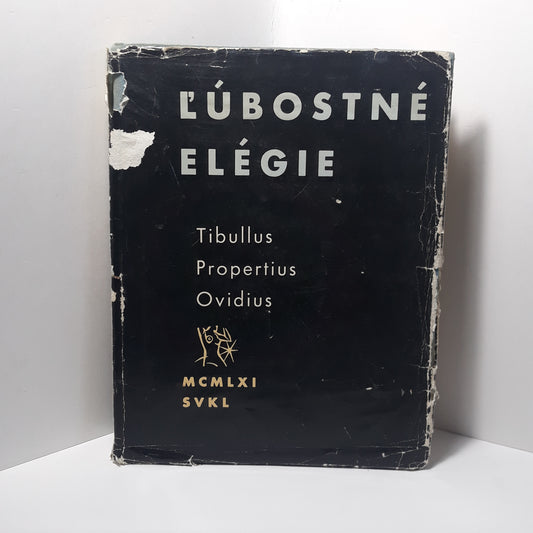 ĽÚBOSTNÉ
ELÉGIE
Tibullus
Propertius
Ovidius
MCMLXI
SVKL